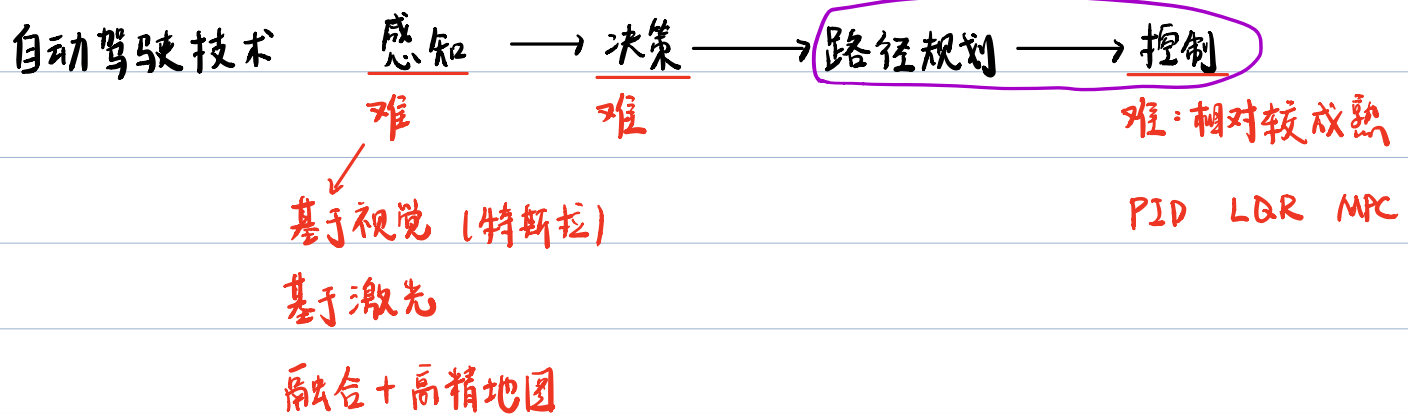 自动驾驶技术 感知 → 决策 → 路径规划 → 控制
难 难 难：相对较成熟
基于视觉（特斯拉） PID LQR MPC
基于激光
融合+高精地图